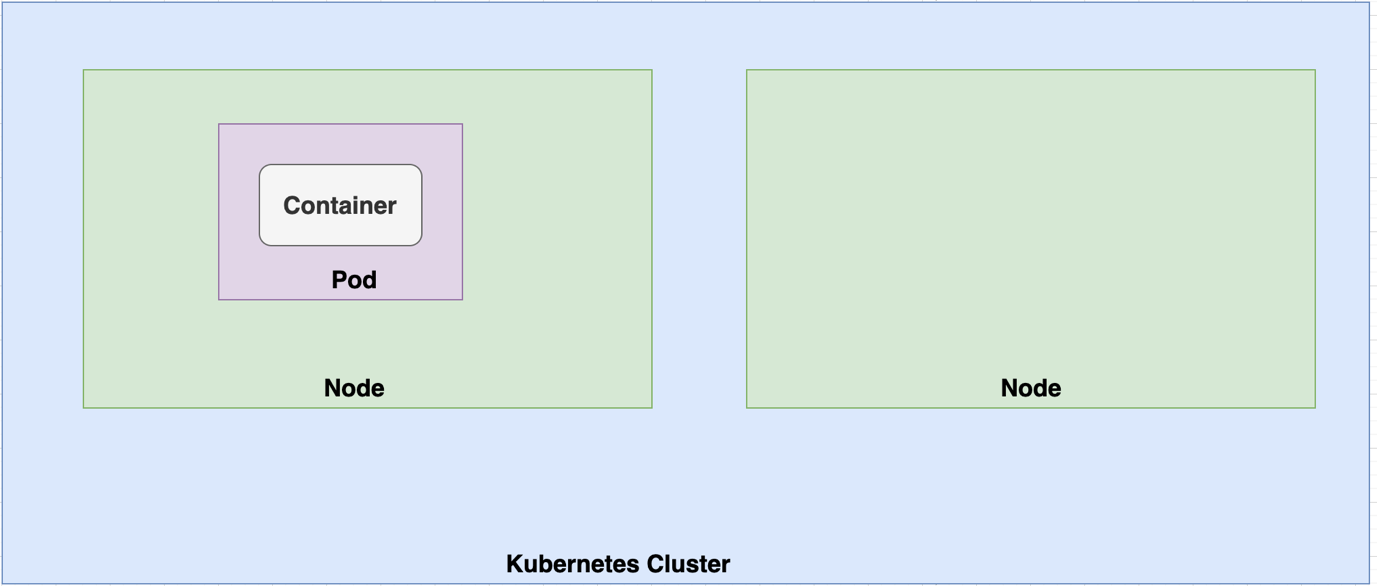 Container
Pod
Node
Node
Kubernetes Cluster